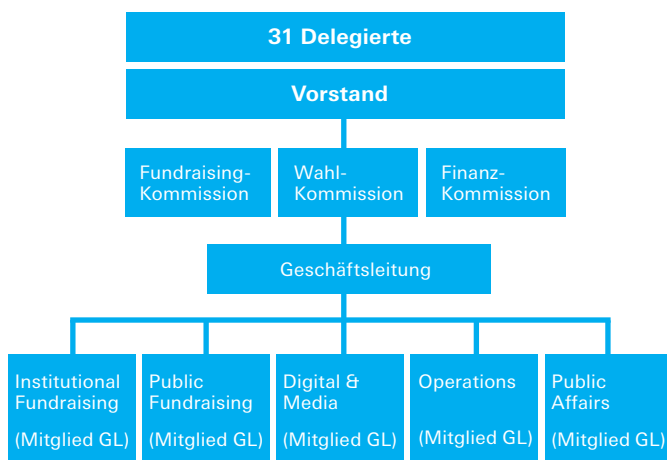 31 Delegierte
Vorstand
Fundraising-
Kommission
Wahl-
Kommission
Finanz-
Kommission
Geschäftsleitung
Institutional
Fundraising
(Mitglied GL)
Public
Fundraising
(Mitglied GL)
Digital &
Media
(Mitglied GL)
Operations
(Mitglied GL)
Public
Affairs
(Mitglied GL)